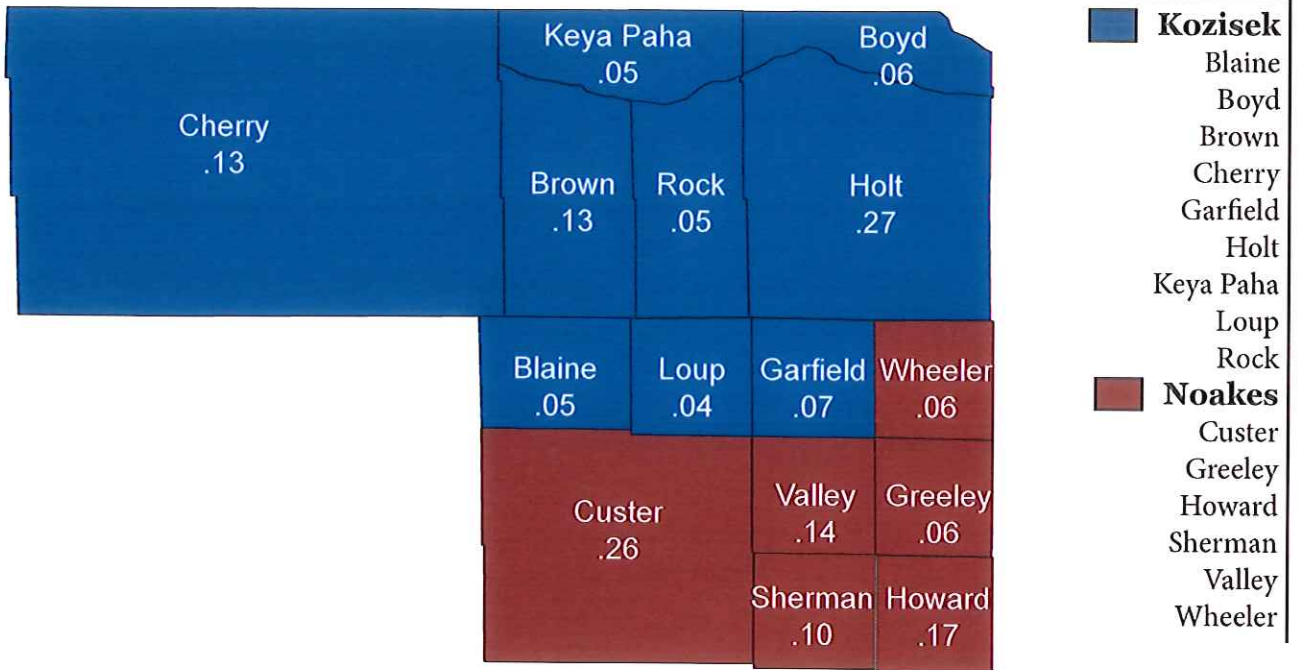 Keya Paha
.05
Boyd
.06
Cherry
.13
Brown
.13
Rock
.05
Holt
.27
Blaine
.05
Loup
.04
Garfield
.07
Wheeler
.06
Custer
.26
Valley
.14
Greeley
.06
Sherman
.10
Howard
.17
Kozisek
Blaine
Boyd
Brown
Cherry
Garfield
Holt
Keya Paha
Loup
Rock
Noakes
Custer
Greeley
Howard
Sherman
Valley
Wheeler